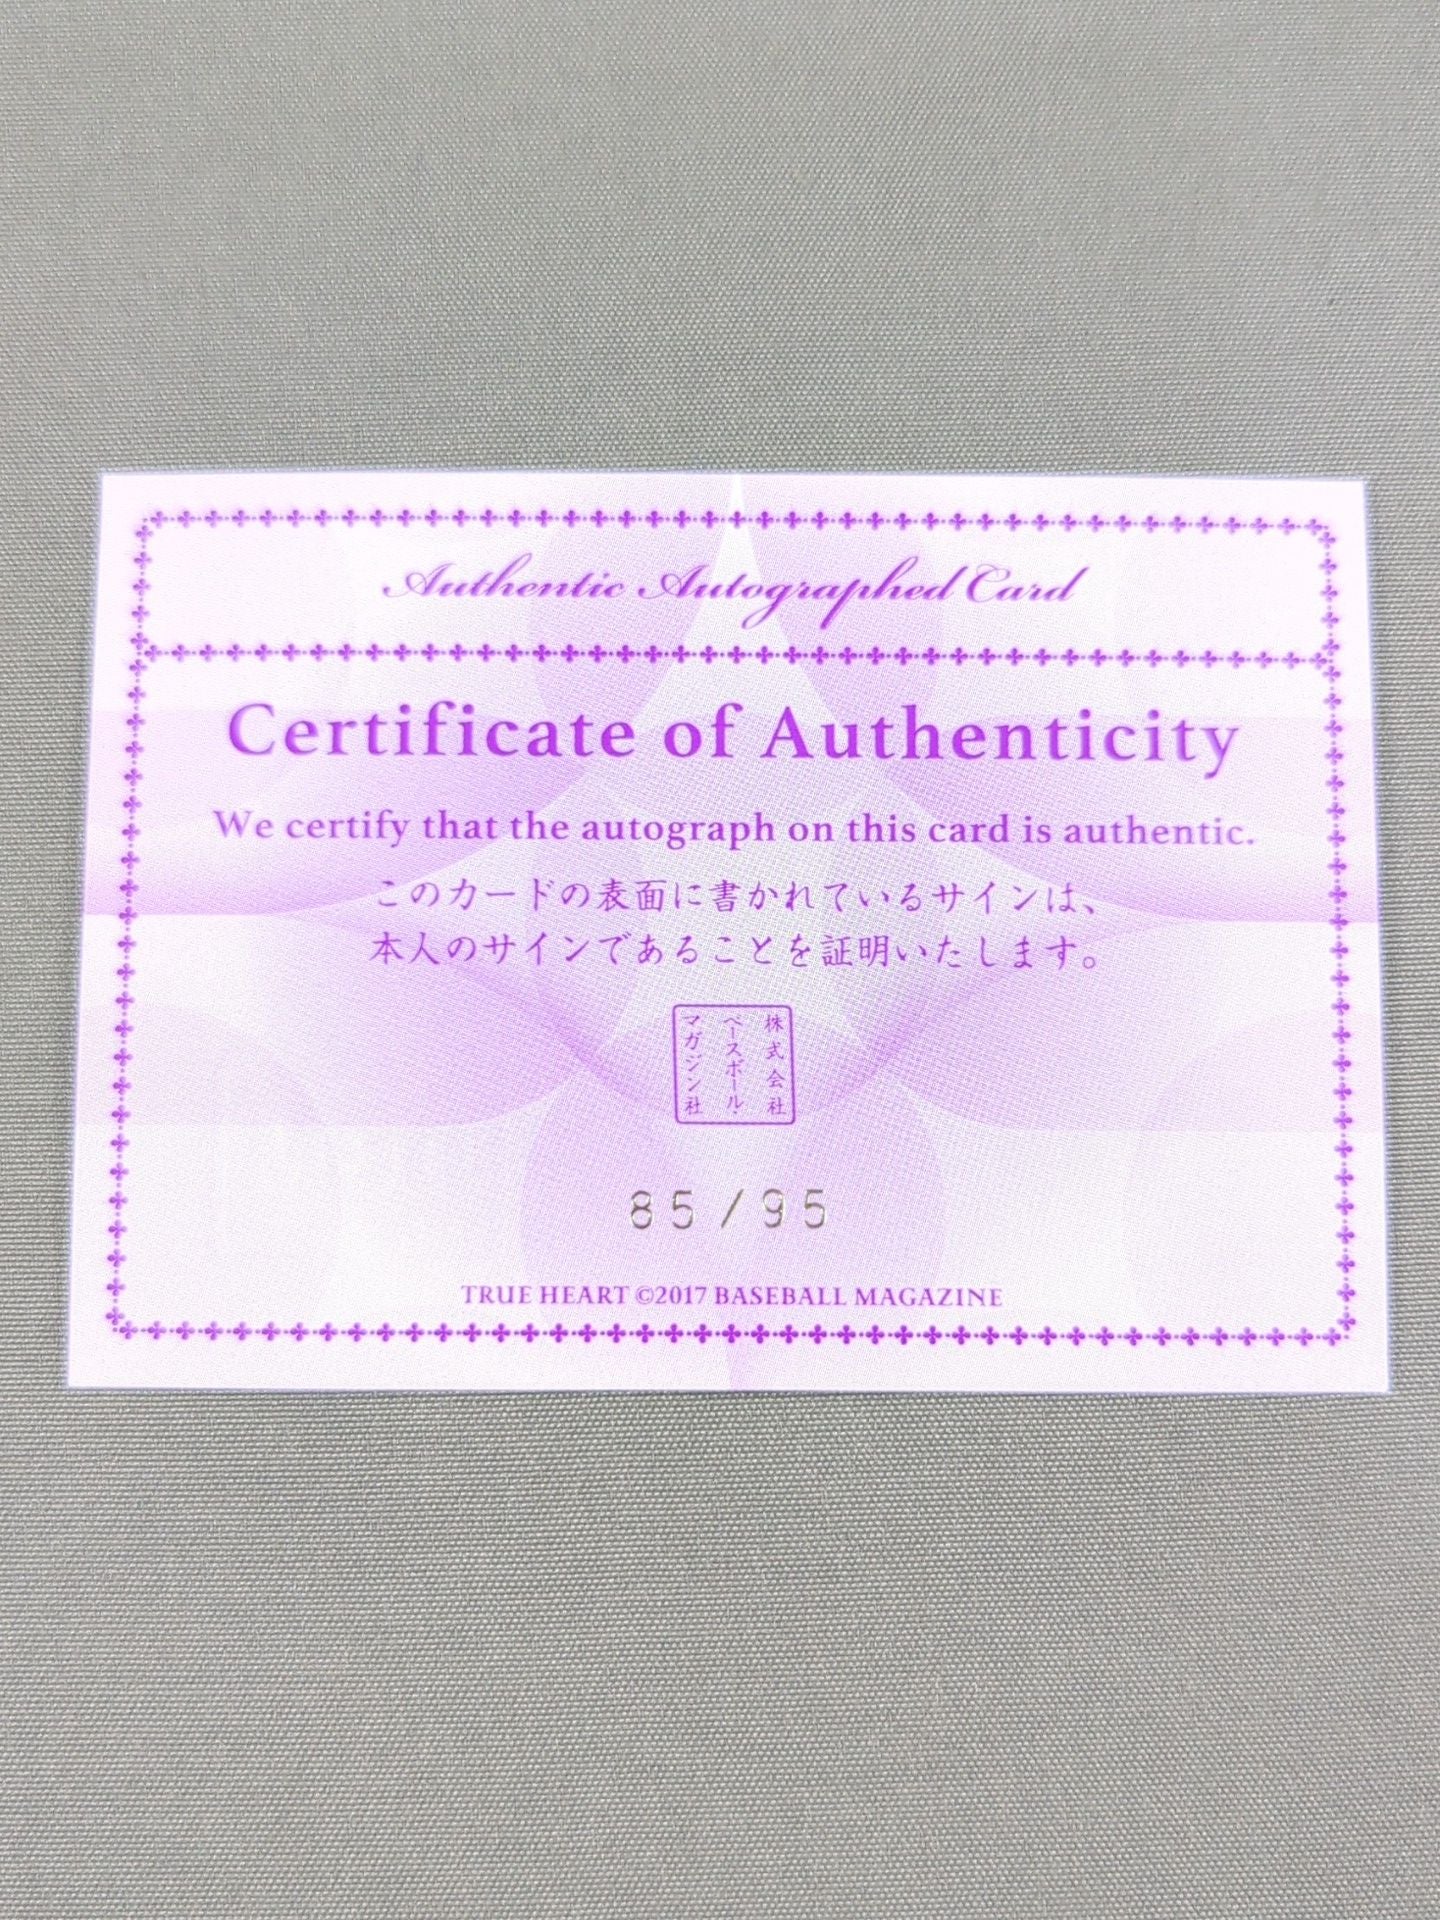 Authentic Autographed Card
Certificate of Authenticity
We certify that the autograph on this card is authentic.
このカードの表面に書かれているサインは、
本人のサインであることを証明いたします。
株式会社
ベースボール・
マガジン社
85/95
TRUE HEART ©2017 BASEBALL MAGAZINE